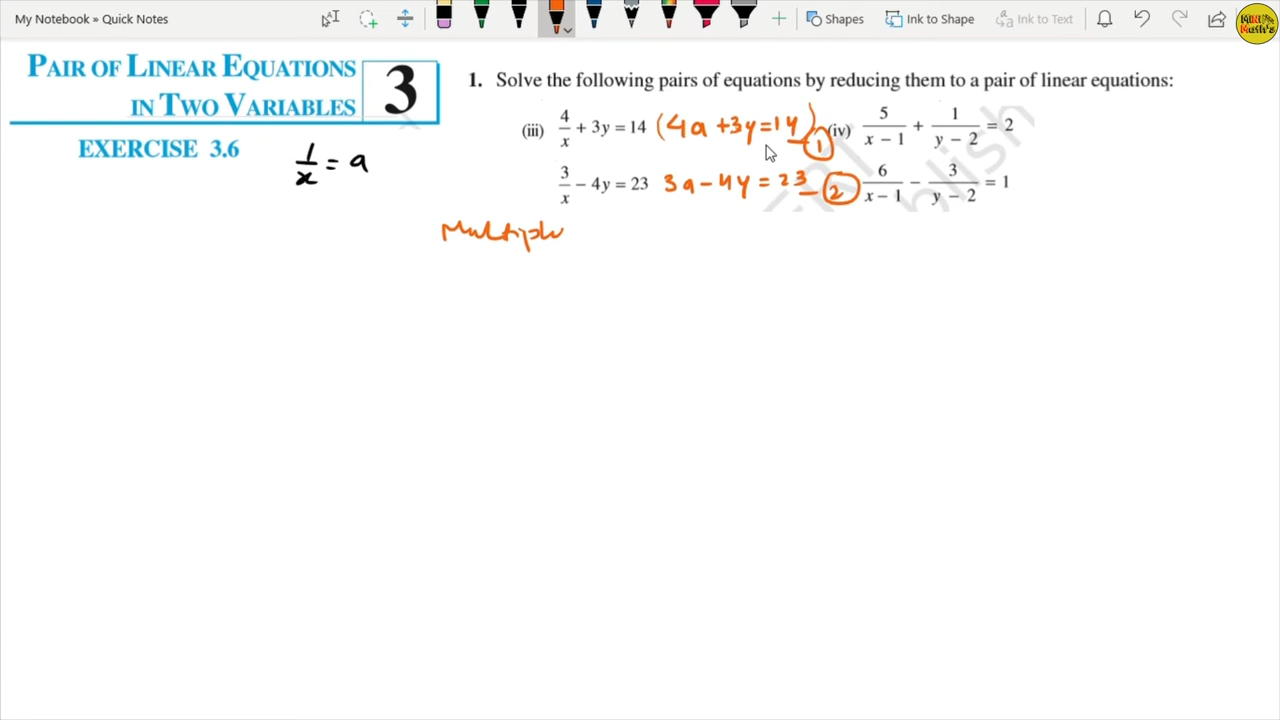 My Notebook » Quick Notes
Shapes
Ink to Shape
Ink to Text
MIKU Math's
PAIR OF LINEAR EQUATIONS
IN TWO VARIABLES
3
EXERCISE 3.6
1/x = a
1. Solve the following pairs of equations by reducing them to a pair of linear equations:
(iii) 4/x + 3y = 14 (4a + 3y = 14) — 1
3/x − 4y = 23 3a − 4y = 23 — 2
(iv) 5/(x − 1) + 1/(y − 2) = 2
6/(x − 1) − 3/(y − 2) = 1
Multiply